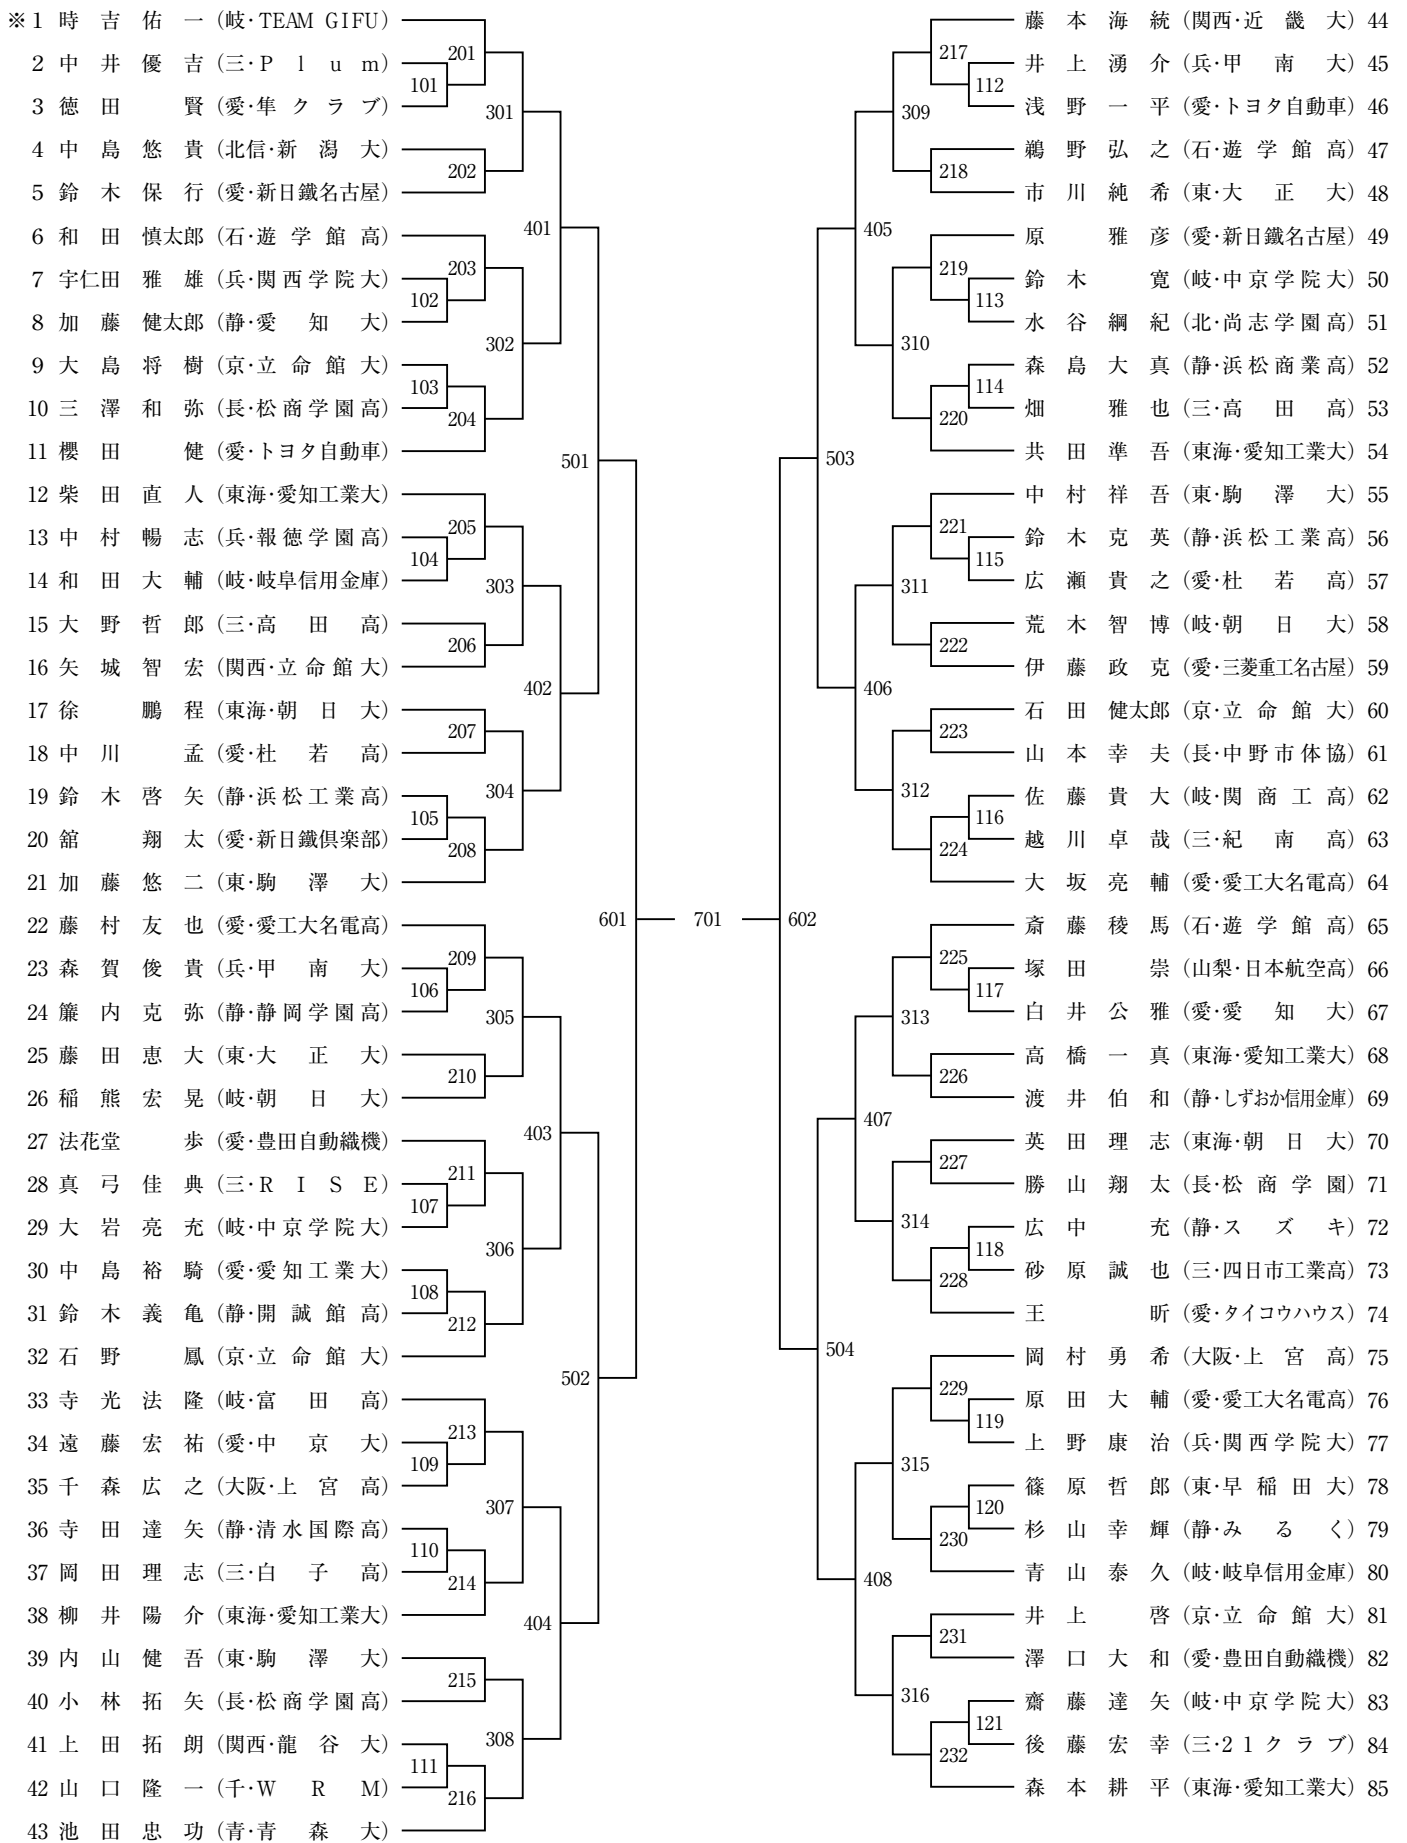 ※1 時吉佑一 (岐・TEAM GIFU)
2 中井優吉 (三・Plum)
3 徳田賢 (愛・隼クラブ)
4 中島悠貴 (北信・新潟大)
5 鈴木保行 (愛・新日鐵名古屋)
6 和田慎太郎 (石・遊学館高)
7 宇仁田雅雄 (兵・関西学院大)
8 加藤健太郎 (静・愛知大)
9 大島将樹 (京・立命館大)
10 三澤和弥 (長・松商学園高)
11 櫻田健 (愛・トヨタ自動車)
12 柴田直人 (東海・愛知工業大)
13 中村暢志 (兵・報徳学園高)
14 和田大輔 (岐・岐阜信用金庫)
15 大野哲郎 (三・高田高)
16 矢城智宏 (関西・立命館大)
17 徐鵬程 (東海・朝日大)
18 中川孟 (愛・杜若高)
19 鈴木啓矢 (静・浜松工業高)
20 舘翔太 (愛・新日鐵倶楽部)
21 加藤悠二 (東・駒澤大)
22 藤村友也 (愛・愛工大名電高)
23 森賀俊貴 (兵・甲南大)
24 簾内克弥 (静・静岡学園高)
25 藤田恵大 (東・大正大)
26 稲熊宏晃 (岐・朝日大)
27 法花堂歩 (愛・豊田自動織機)
28 真弓佳典 (三・RISE)
29 大岩亮充 (岐・中京学院大)
30 中島裕騎 (愛・愛知工業大)
31 鈴木義亀 (静・開誠館高)
32 石野鳳 (京・立命館大)
33 寺光法隆 (岐・富田高)
34 遠藤宏祐 (愛・中京大)
35 千森広之 (大阪・上宮高)
36 寺田達矢 (静・清水国際高)
37 岡田理志 (三・白子高)
38 柳井陽介 (東海・愛知工業大)
39 内山健吾 (東・駒澤大)
40 小林拓矢 (長・松商学園高)
41 上田拓朗 (関西・龍谷大)
42 山口隆一 (千・WRM)
43 池田忠功 (青・青森大)
101
102
103
104
105
106
107
108
109
110
111
201
202
203
204
205
206
207
208
209
210
211
212
213
214
215
216
301
302
303
304
305
306
307
308
401
402
403
404
501
502
601
701
602
503
504
405
406
407
408
309
310
311
312
313
314
315
316
217
218
219
220
221
222
223
224
225
226
227
228
229
230
231
232
112
113
114
115
116
117
118
119
120
121
藤本海統 (関西・近畿大) 44
井上湧介 (兵・甲南大) 45
浅野一平 (愛・トヨタ自動車) 46
鵜野弘之 (石・遊学館高) 47
市川純希 (東・大正大) 48
原雅彦 (愛・新日鐵名古屋) 49
鈴木寛 (岐・中京学院大) 50
水谷綱紀 (北・尚志学園高) 51
森島大真 (静・浜松商業高) 52
畑雅也 (三・高田高) 53
共田準吾 (東海・愛知工業大) 54
中村祥吾 (東・駒澤大) 55
鈴木克英 (静・浜松工業高) 56
広瀬貴之 (愛・杜若高) 57
荒木智博 (岐・朝日大) 58
伊藤政克 (愛・三菱重工名古屋) 59
石田健太郎 (京・立命館大) 60
山本幸夫 (長・中野市体協) 61
佐藤貴大 (岐・関商工高) 62
越川卓哉 (三・紀南高) 63
大坂亮輔 (愛・愛工大名電高) 64
斎藤稜馬 (石・遊学館高) 65
塚田崇 (山梨・日本航空高) 66
白井公雅 (愛・愛知大) 67
高橋一真 (東海・愛知工業大) 68
渡井伯和 (静・しずおか信用金庫) 69
英田理志 (東海・朝日大) 70
勝山翔太 (長・松商学園) 71
広中充 (静・スズキ) 72
砂原誠也 (三・四日市工業高) 73
王昕 (愛・タイコウハウス) 74
岡村勇希 (大阪・上宮高) 75
原田大輔 (愛・愛工大名電高) 76
上野康治 (兵・関西学院大) 77
篠原哲郎 (東・早稲田大) 78
杉山幸輝 (静・みるく) 79
青山泰久 (岐・岐阜信用金庫) 80
井上啓 (京・立命館大) 81
澤口大和 (愛・豊田自動織機) 82
齋藤達矢 (岐・中京学院大) 83
後藤宏幸 (三・21クラブ) 84
森本耕平 (東海・愛知工業大) 85